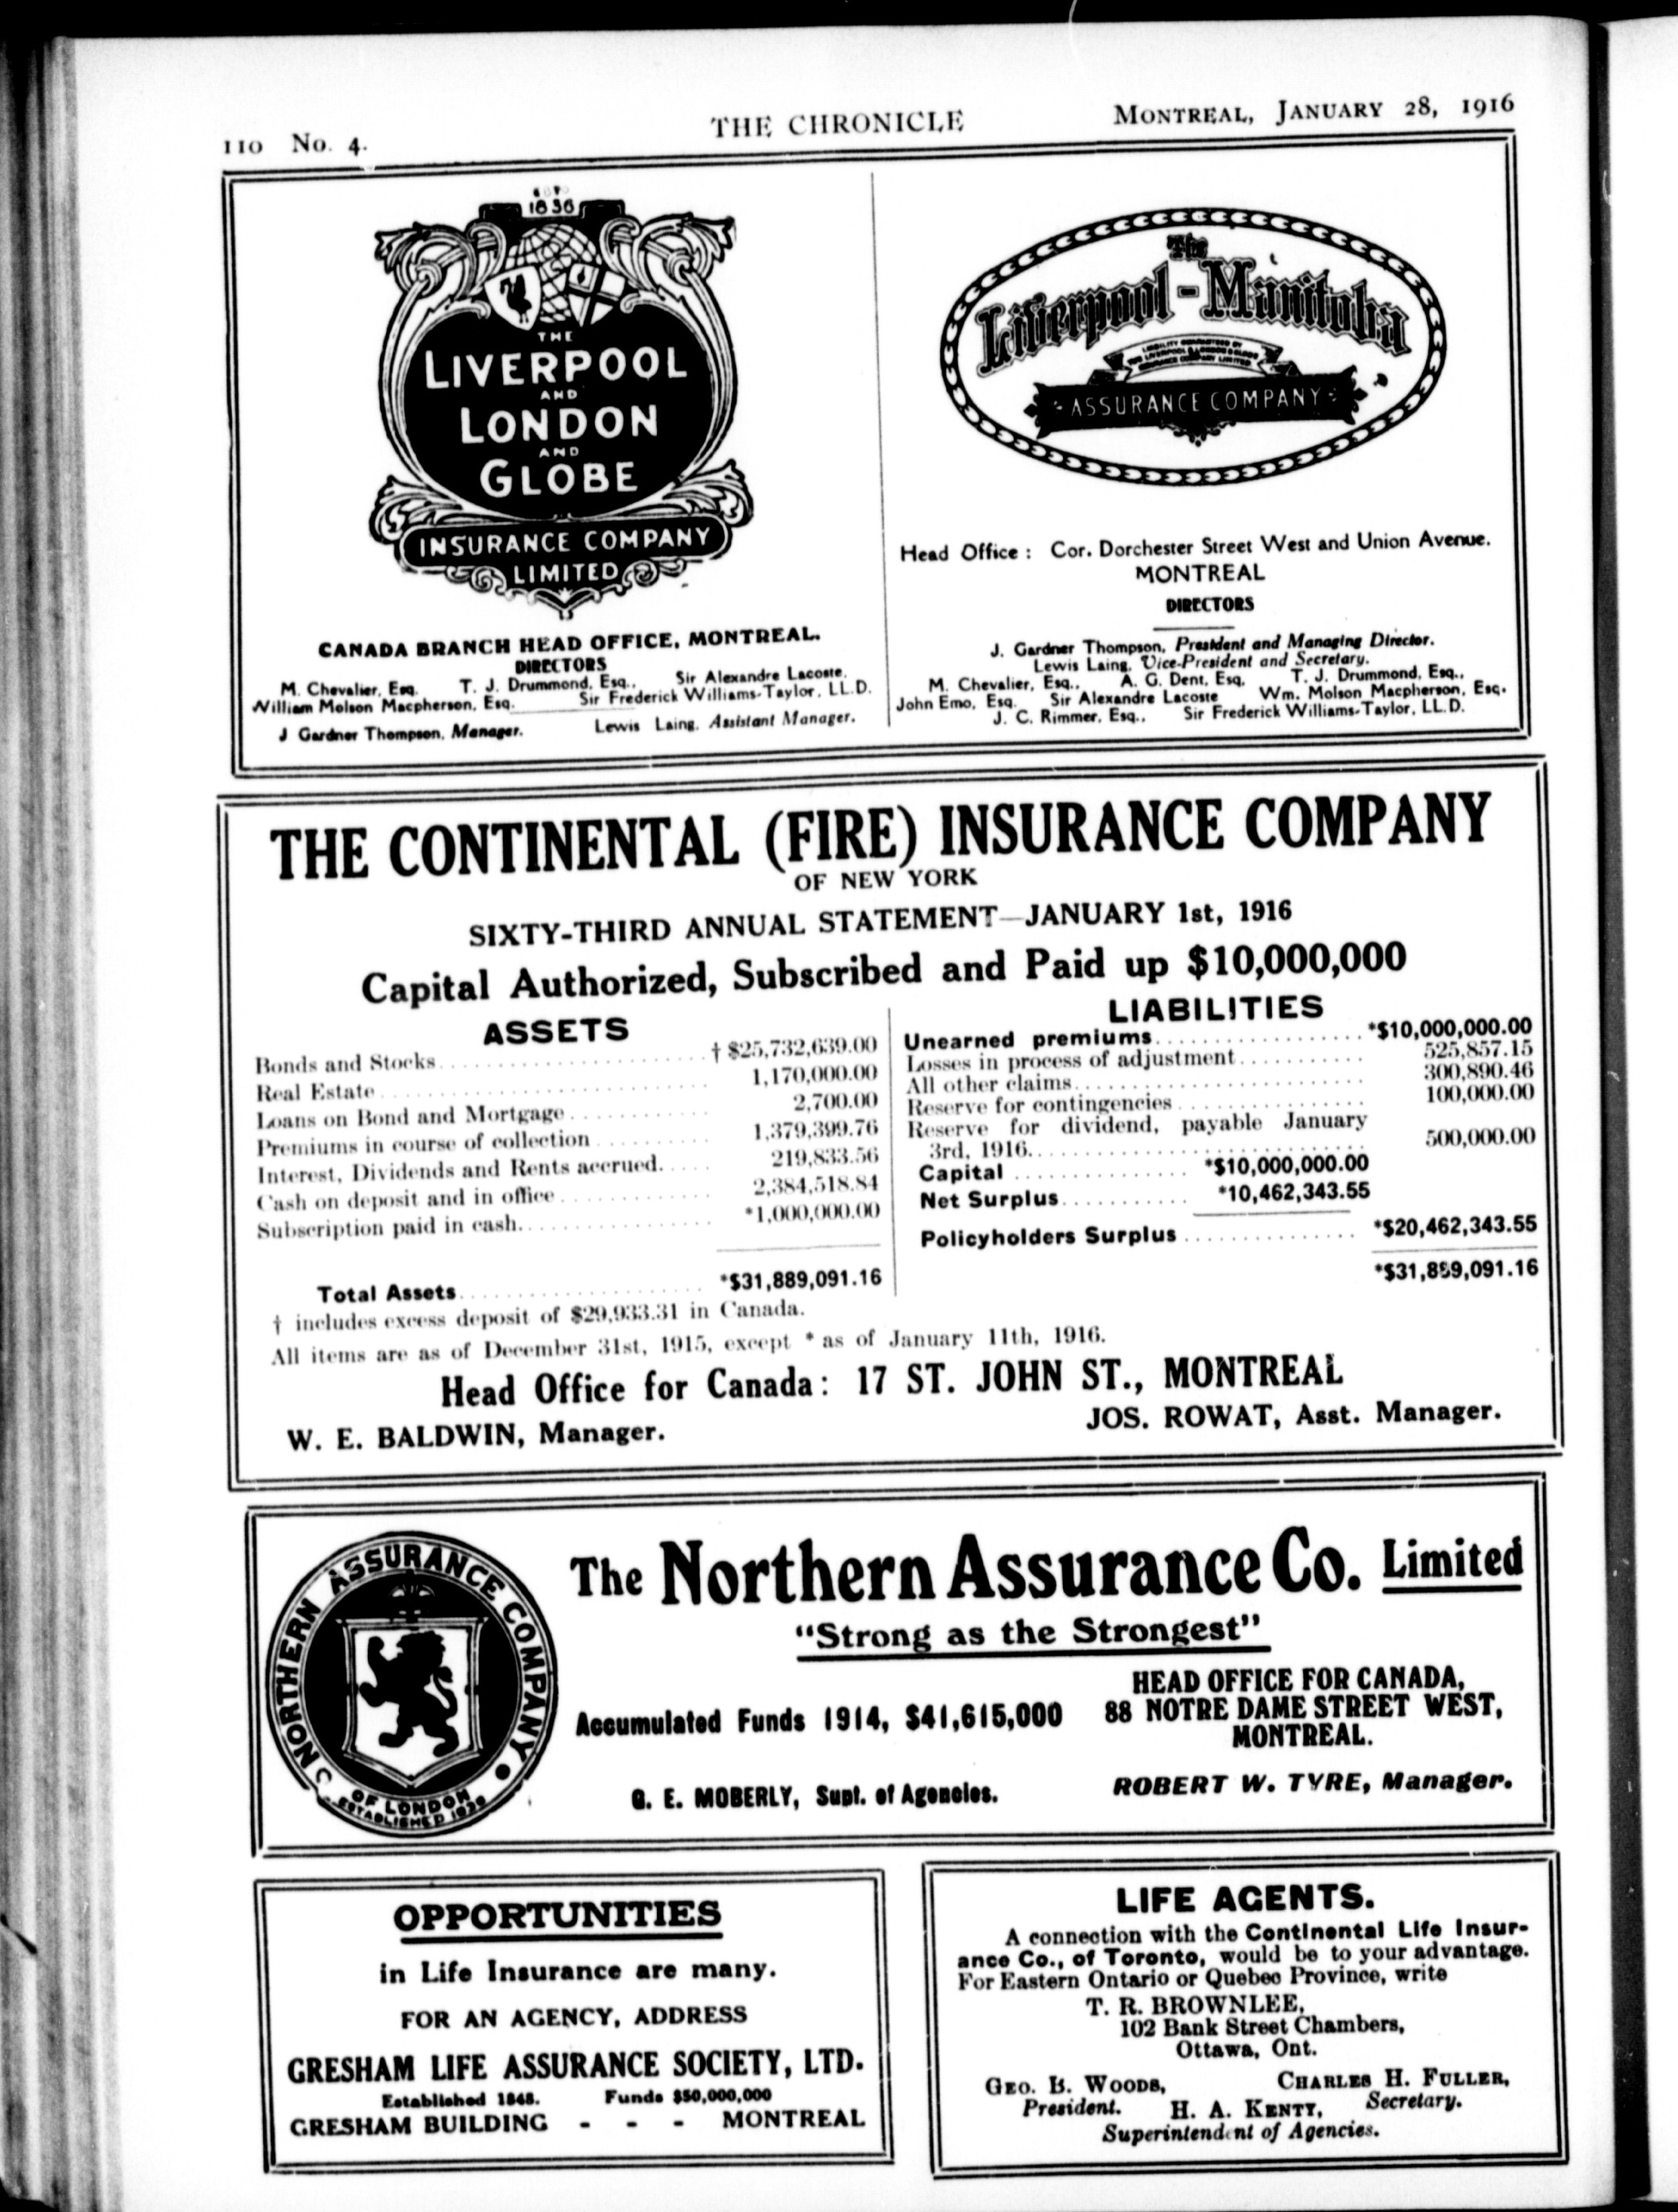 110 No. 4. THE CHRONICLE MONTREAL, JANUARY 28, 1916
1836
THE
LIVERPOOL
AND
LONDON
AND
GLOBE
INSURANCE COMPANY
LIMITED
CANADA BRANCH HEAD OFFICE, MONTREAL.
DIRECTORS
M. Chevalier, Esq. T. J. Drummond, Esq., Sir Alexandre Lacoste.
William Molson Macpherson, Esq. Sir Frederick Williams-Taylor, LL.D.
J Gardner Thompson, Manager. Lewis Laing, Assistant Manager.
The
Liverpool-Manitoba
LIABILITY GUARANTEED BY
THE LIVERPOOL & LONDON & GLOBE
INSURANCE COMPANY LIMITED
ASSURANCE COMPANY
Head Office : Cor. Dorchester Street West and Union Avenue.
MONTREAL
DIRECTORS
J. Gardner Thompson, President and Managing Director.
Lewis Laing, Vice-President and Secretary.
M. Chevalier, Esq., A. G. Dent, Esq. T. J. Drummond, Esq.,
John Emo, Esq. Sir Alexandre Lacoste Wm. Molson Macpherson, Esq.
J. C. Rimmer, Esq., Sir Frederick Williams-Taylor, LL.D.
THE CONTINENTAL (FIRE) INSURANCE COMPANY
OF NEW YORK
SIXTY-THIRD ANNUAL STATEMENT—JANUARY 1st, 1916
Capital Authorized, Subscribed and Paid up $10,000,000
ASSETS
Bonds and Stocks † $25,732,639.00
Real Estate 1,170,000.00
Loans on Bond and Mortgage 2,700.00
Premiums in course of collection 1,379,399.76
Interest, Dividends and Rents accrued. 219,833.56
Cash on deposit and in office 2,384,518.84
Subscription paid in cash. *1,000,000.00
Total Assets *$31,889,091.16
LIABILITIES
Unearned premiums *$10,000,000.00
Losses in process of adjustment 525,857.15
All other claims 300,890.46
Reserve for contingencies 100,000.00
Reserve for dividend, payable January
3rd, 1916. 500,000.00
Capital *$10,000,000.00
Net Surplus *10,462,343.55
Policyholders Surplus *$20,462,343.55
*$31,889,091.16
† includes excess deposit of $29,933.31 in Canada.
All items are as of December 31st, 1915, except * as of January 11th, 1916.
Head Office for Canada: 17 ST. JOHN ST., MONTREAL
W. E. BALDWIN, Manager. JOS. ROWAT, Asst. Manager.
NORTHERN ASSURANCE COMPANY
OF LONDON
ESTABLISHED 1836
The Northern Assurance Co. Limited
"Strong as the Strongest"
Accumulated Funds 1914, $41,615,000
HEAD OFFICE FOR CANADA,
88 NOTRE DAME STREET WEST,
MONTREAL.
G. E. MOBERLY, Supt. of Agencies. ROBERT W. TYRE, Manager.
OPPORTUNITIES
in Life Insurance are many.
FOR AN AGENCY, ADDRESS
GRESHAM LIFE ASSURANCE SOCIETY, LTD.
Established 1848. Funds $50,000,000
GRESHAM BUILDING - - - MONTREAL
LIFE AGENTS.
A connection with the Continental Life Insur-
ance Co., of Toronto, would be to your advantage.
For Eastern Ontario or Quebec Province, write
T. R. BROWNLEE,
102 Bank Street Chambers,
Ottawa, Ont.
GEO. B. WOODS, CHARLES H. FULLER,
President. H. A. KENTY, Secretary.
Superintendent of Agencies.